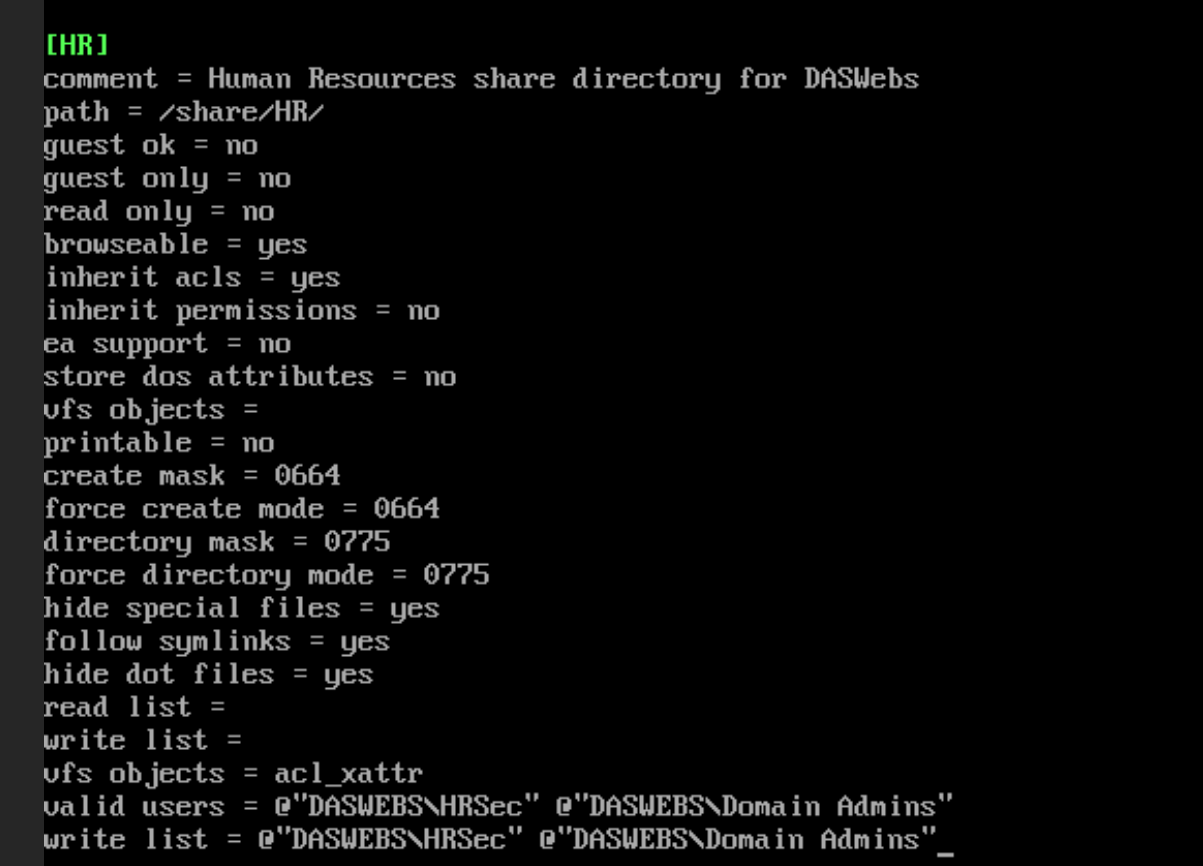 [HR]
comment = Human Resources share directory for DASWebs
path = /share/HR/
guest ok = no
guest only = no
read only = no
browseable = yes
inherit acls = yes
inherit permissions = no
ea support = no
store dos attributes = no
vfs objects =
printable = no
create mask = 0664
force create mode = 0664
directory mask = 0775
force directory mode = 0775
hide special files = yes
follow symlinks = yes
hide dot files = yes
read list =
write list =
vfs objects = acl_xattr
valid users = @"DASWEBS\HRSec" @"DASWEBS\Domain Admins"
write list = @"DASWEBS\HRSec" @"DASWEBS\Domain Admins"_